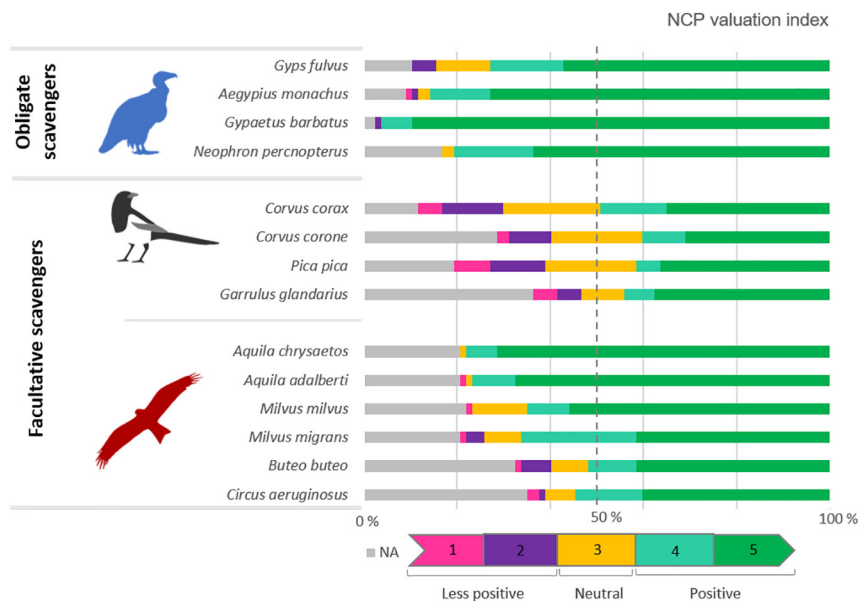 NCP valuation index
Obligate
scavengers
Gyps fulvus
Aegypius monachus
Gypaetus barbatus
Neophron percnopterus
Facultative scavengers
Corvus corax
Corvus corone
Pica pica
Garrulus glandarius
Aquila chrysaetos
Aquila adalberti
Milvus milvus
Milvus migrans
Buteo buteo
Circus aeruginosus
0 % 50 % 100 %
NA 1 2 3 4 5
Less positive Neutral Positive